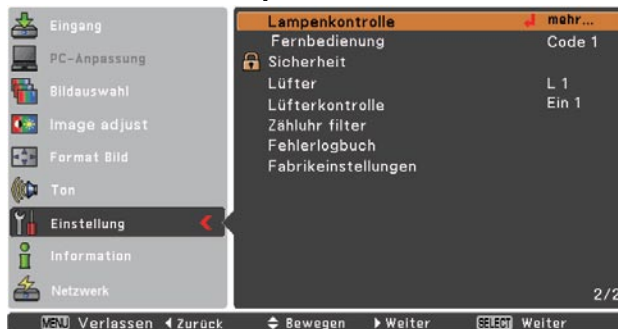 Eingang
PC-Anpassung
Bildauswahl
Image adjust
Format Bild
Ton
Einstellung
Information
Netzwerk
Lampenkontrolle mehr...
Fernbedienung Code 1
Sicherheit
Lüfter L 1
Lüfterkontrolle Ein 1
Zähluhr filter
Fehlerlogbuch
Fabrikeinstellungen
2/2
MENU Verlassen Zurück Bewegen Weiter SELECT Weiter